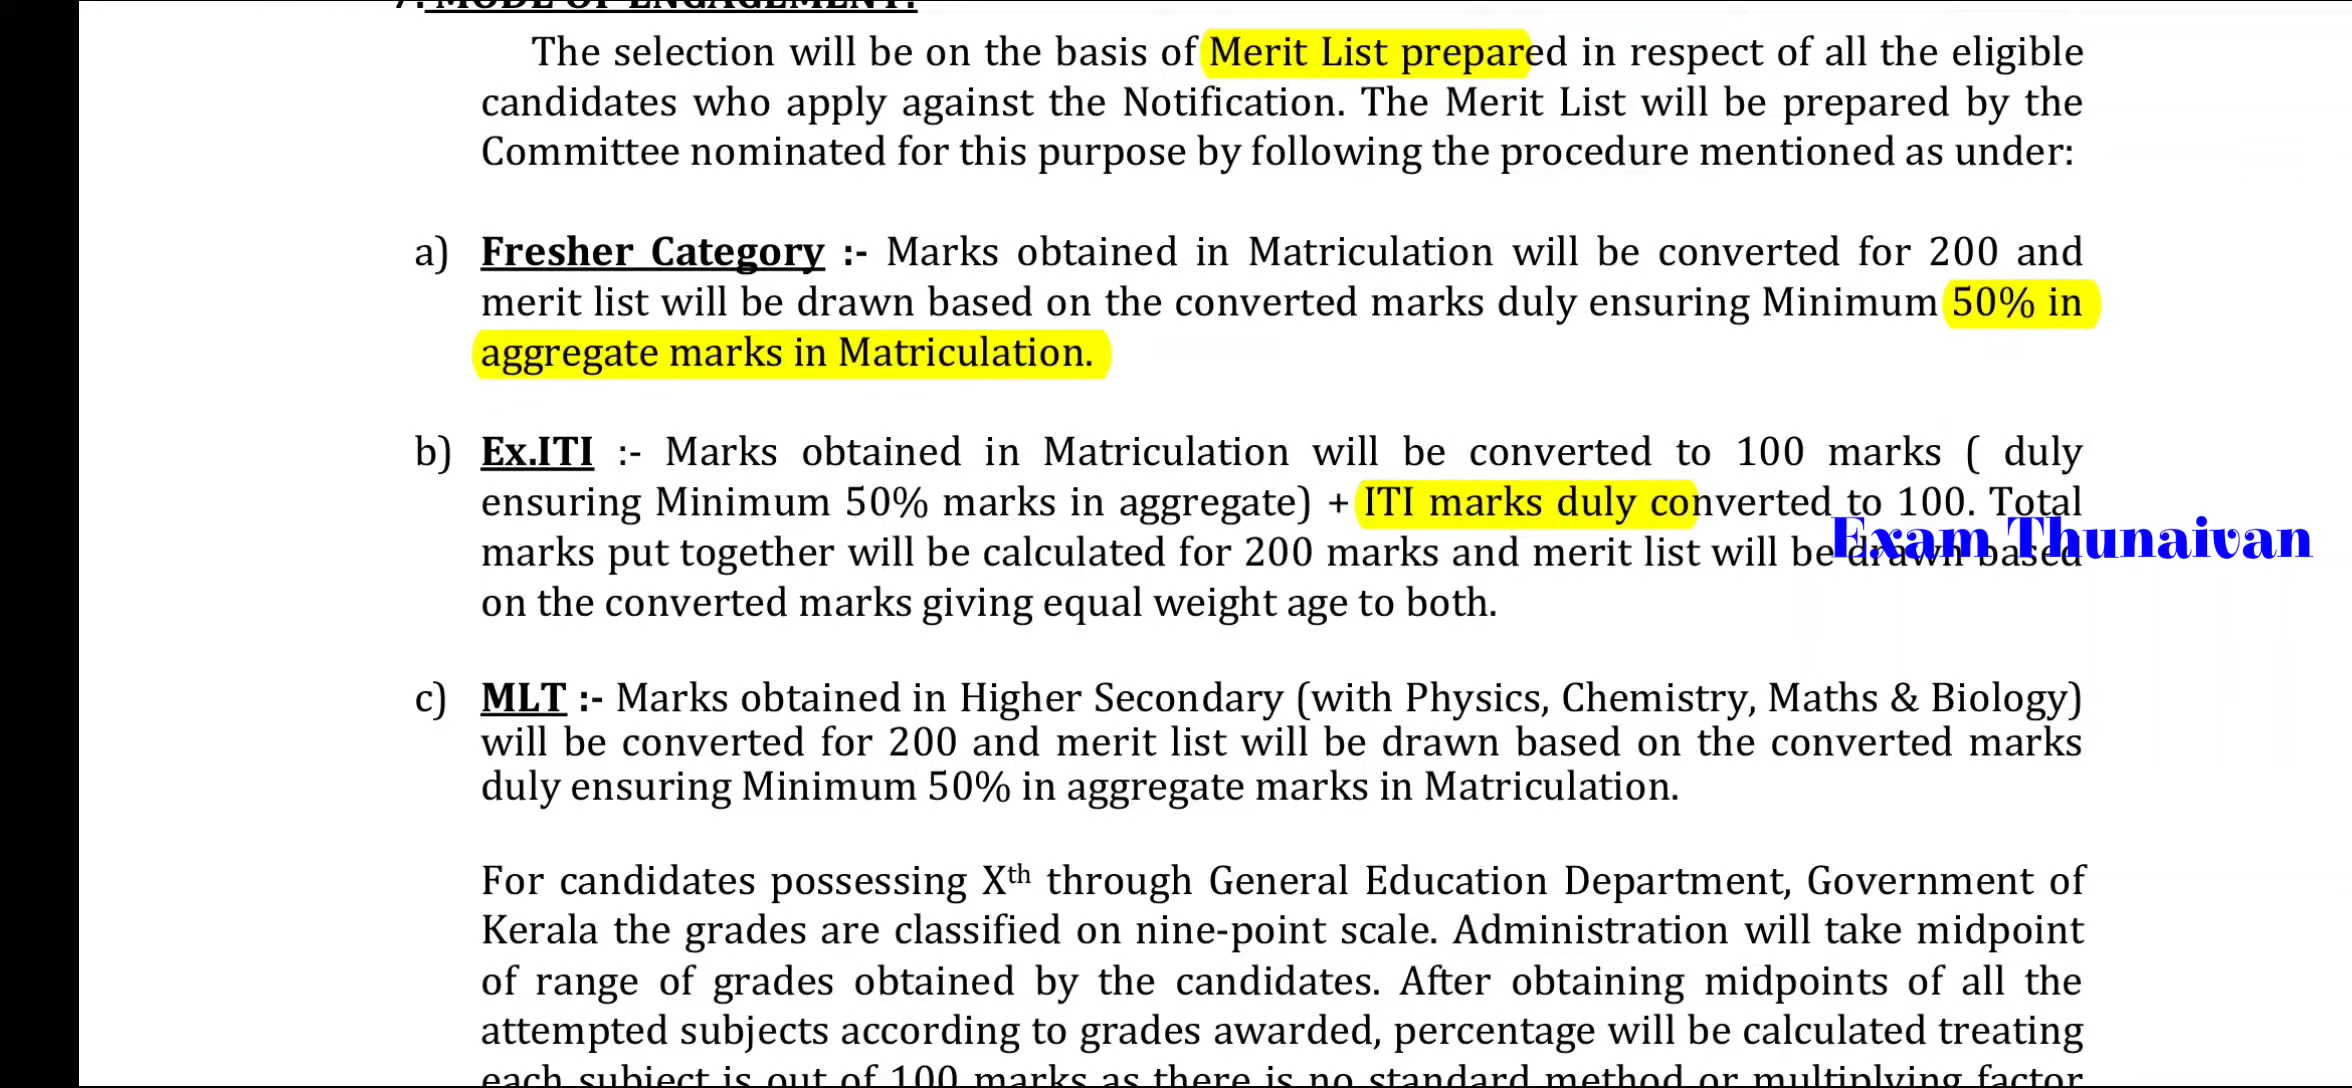 7. MODE OF ENGAGEMENT:
The selection will be on the basis of Merit List prepared in respect of all the eligible
candidates who apply against the Notification. The Merit List will be prepared by the
Committee nominated for this purpose by following the procedure mentioned as under:
a) Fresher Category :- Marks obtained in Matriculation will be converted for 200 and
merit list will be drawn based on the converted marks duly ensuring Minimum 50% in
aggregate marks in Matriculation.
b) Ex.ITI :- Marks obtained in Matriculation will be converted to 100 marks ( duly
ensuring Minimum 50% marks in aggregate) + ITI marks duly converted to 100. Total
marks put together will be calculated for 200 marks and merit list will be drawn based
Exam Thunaivan
on the converted marks giving equal weight age to both.
c) MLT :- Marks obtained in Higher Secondary (with Physics, Chemistry, Maths & Biology)
will be converted for 200 and merit list will be drawn based on the converted marks
duly ensuring Minimum 50% in aggregate marks in Matriculation.
For candidates possessing Xth through General Education Department, Government of
Kerala the grades are classified on nine-point scale. Administration will take midpoint
of range of grades obtained by the candidates. After obtaining midpoints of all the
attempted subjects according to grades awarded, percentage will be calculated treating
each subject is out of 100 marks as there is no standard method or multiplying factor